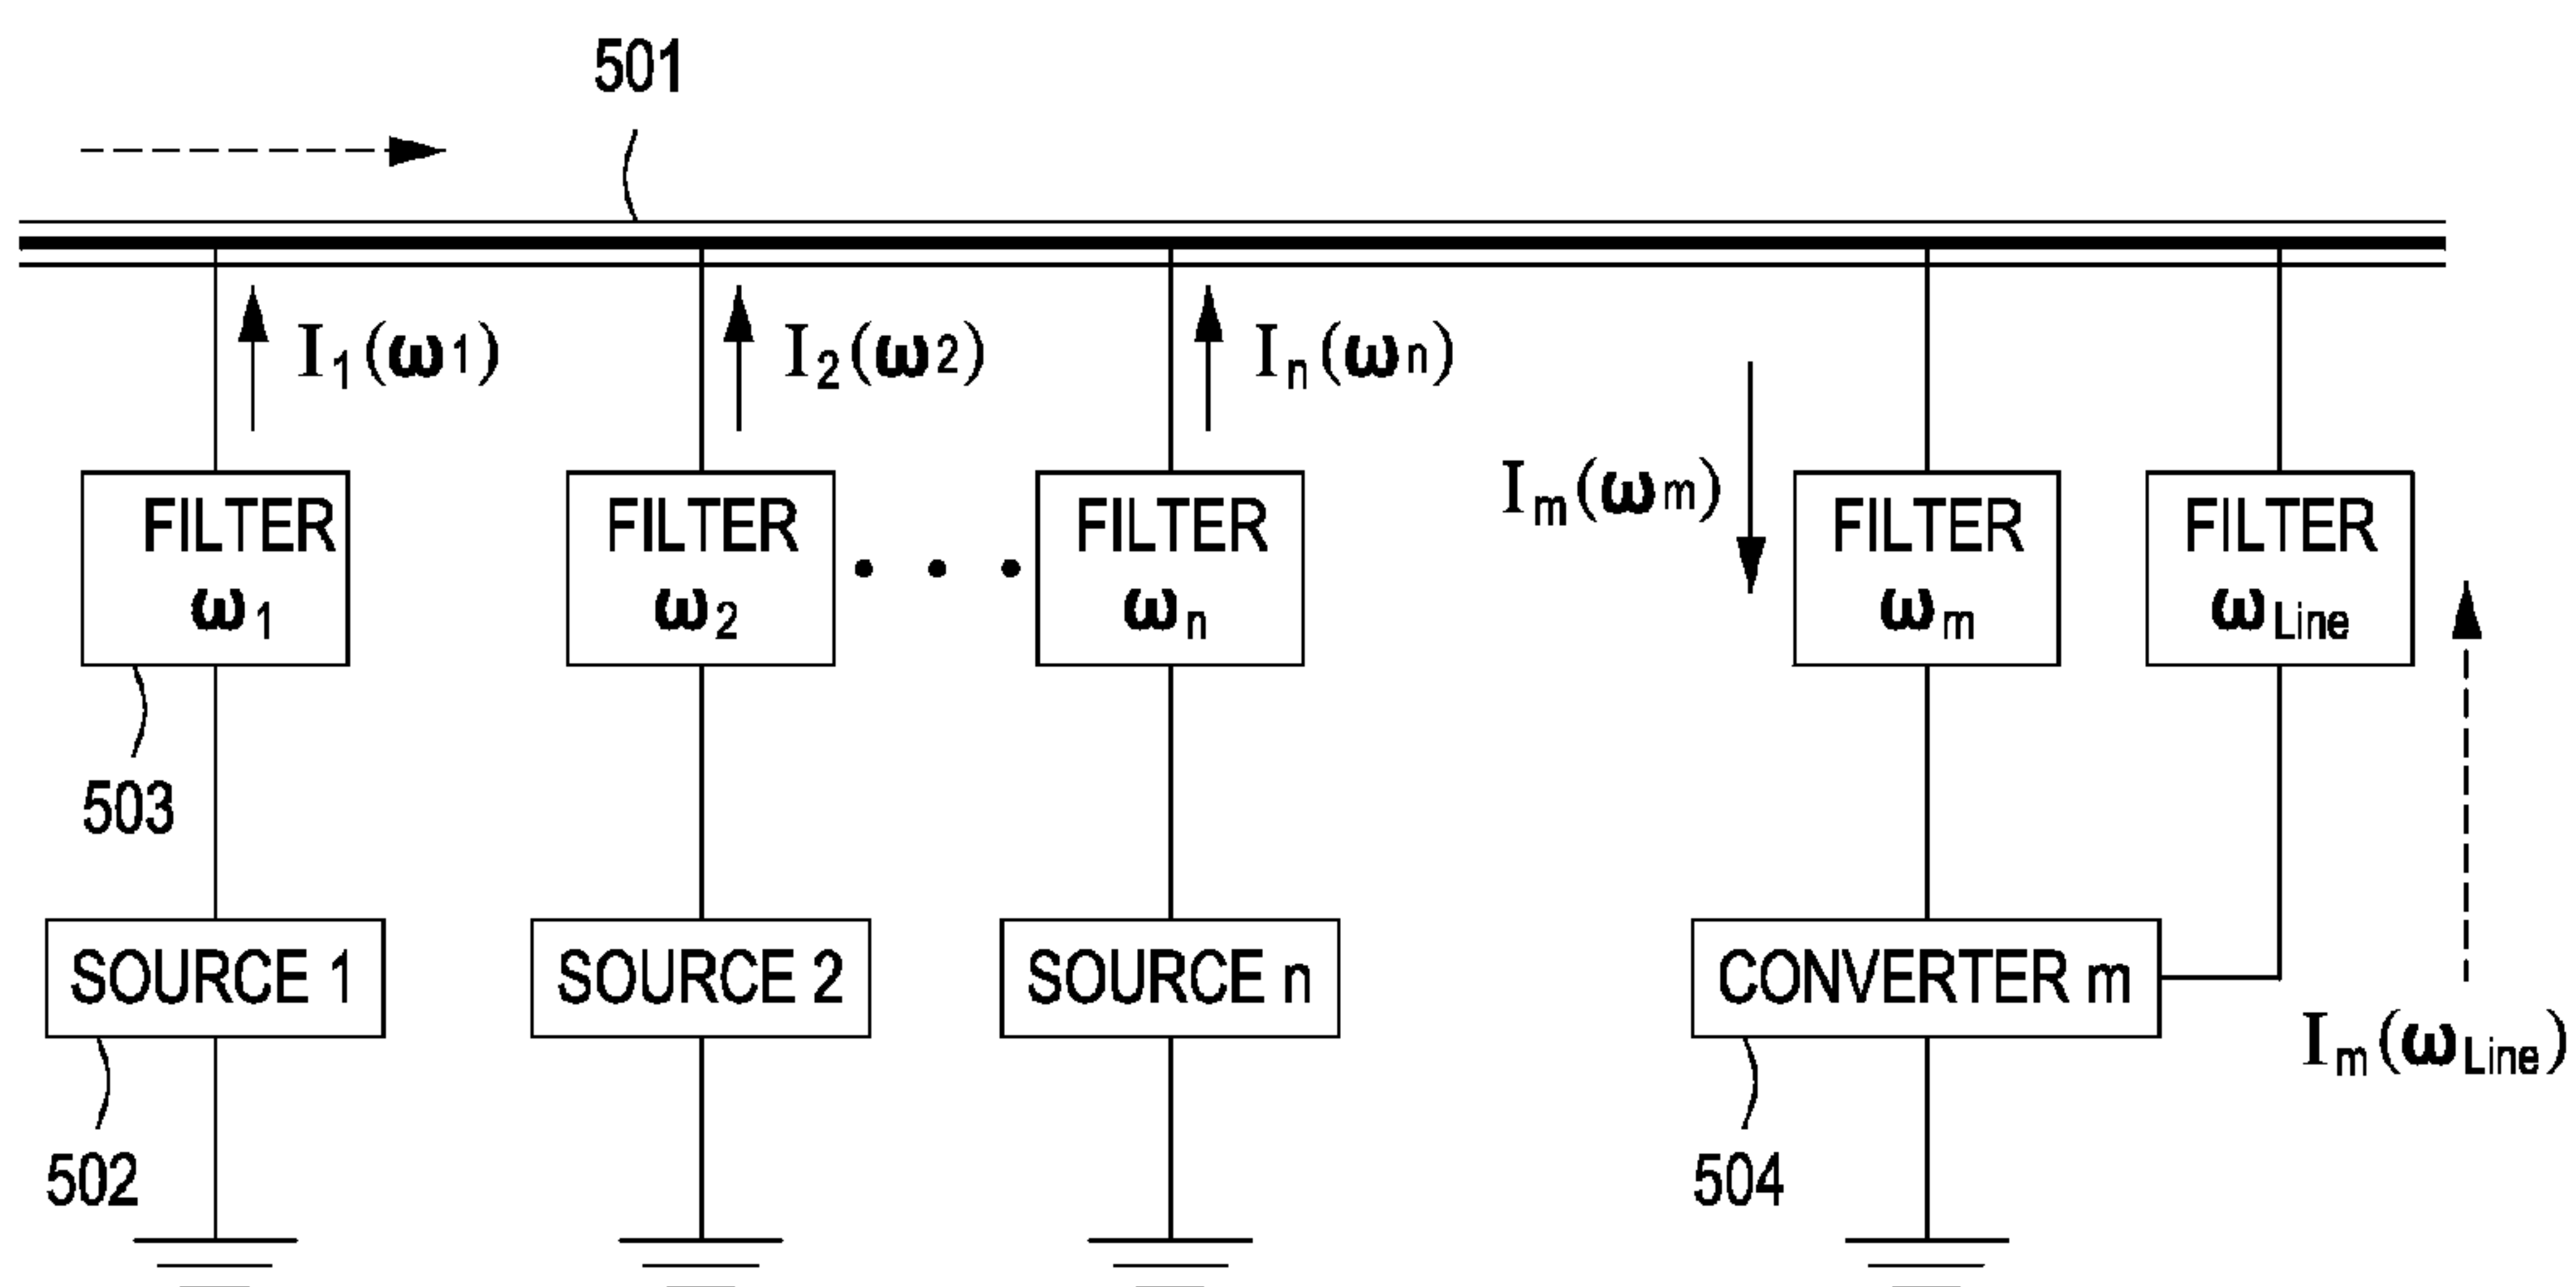 501
I1(ω1)
I2(ω2)
In(ωn)
Im(ωm)
FILTER
ω1
FILTER
ω2
• • •
FILTER
ωn
FILTER
ωm
FILTER
ωLine
503
SOURCE 1
SOURCE 2
SOURCE n
CONVERTER m
Im(ωLine)
502
504